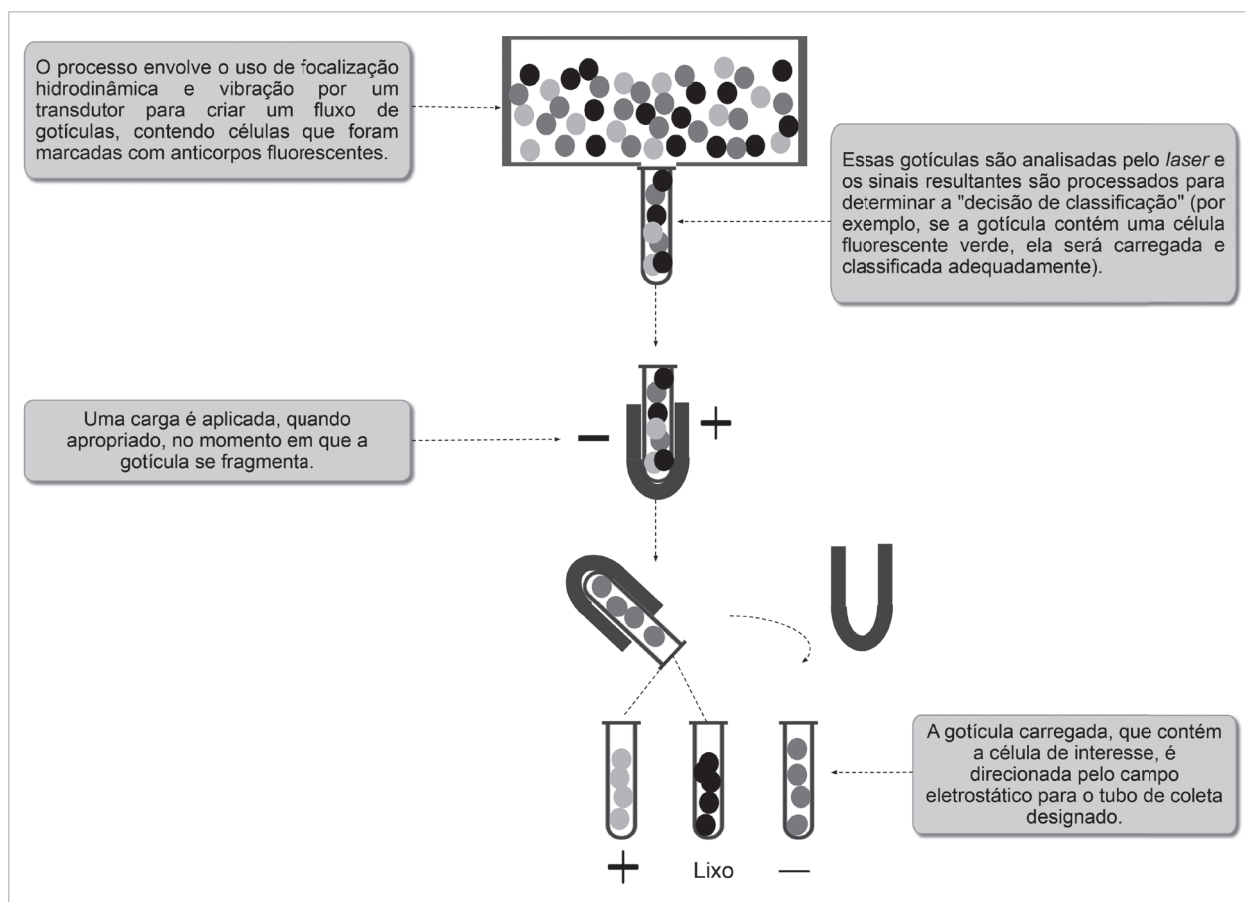 O processo envolve o uso de focalização
hidrodinâmica e vibração por um
transdutor para criar um fluxo de
gotículas, contendo células que foram
marcadas com anticorpos fluorescentes.
Essas gotículas são analisadas pelo laser e
os sinais resultantes são processados para
determinar a "decisão de classificação" (por
exemplo, se a gotícula contém uma célula
fluorescente verde, ela será carregada e
classificada adequadamente).
Uma carga é aplicada, quando
apropriado, no momento em que a
gotícula se fragmenta.
− +
A gotícula carregada, que contém
a célula de interesse, é
direcionada pelo campo
eletrostático para o tubo de coleta
designado.
+ Lixo −